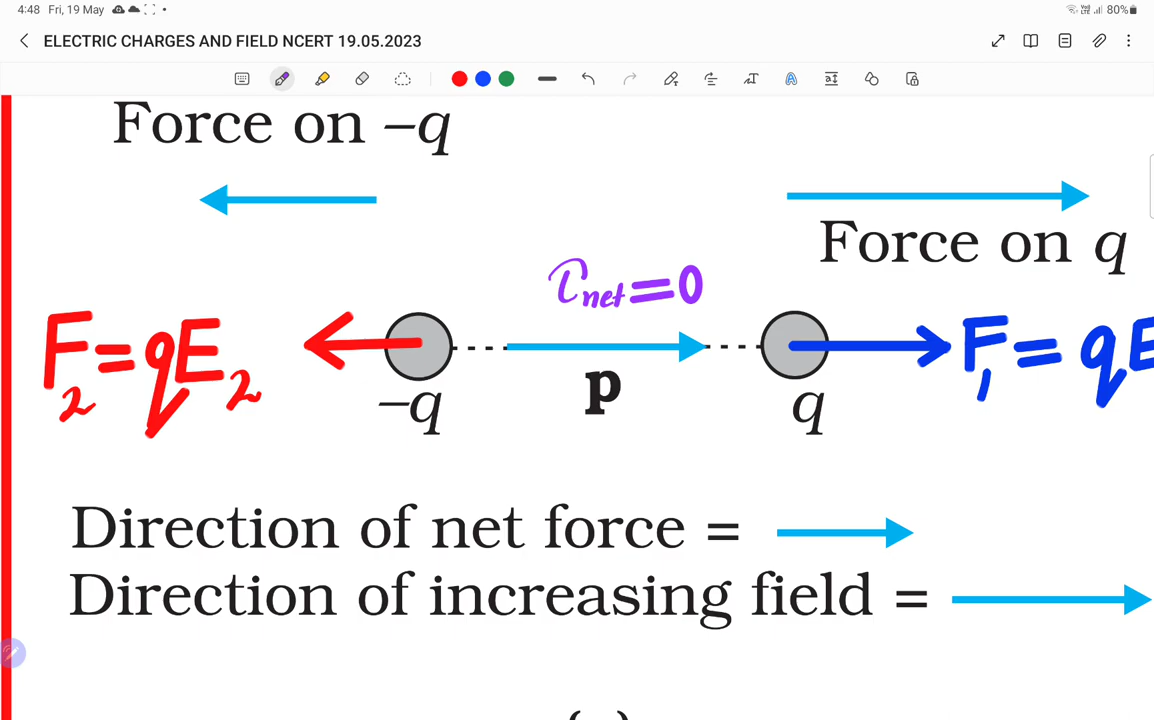 4:48 Fri, 19 May 80%
ELECTRIC CHARGES AND FIELD NCERT 19.05.2023
Force on –q
Force on q
τnet=0
F2=qE2
F1=qE
p
–q
q
Direction of net force =
Direction of increasing field =